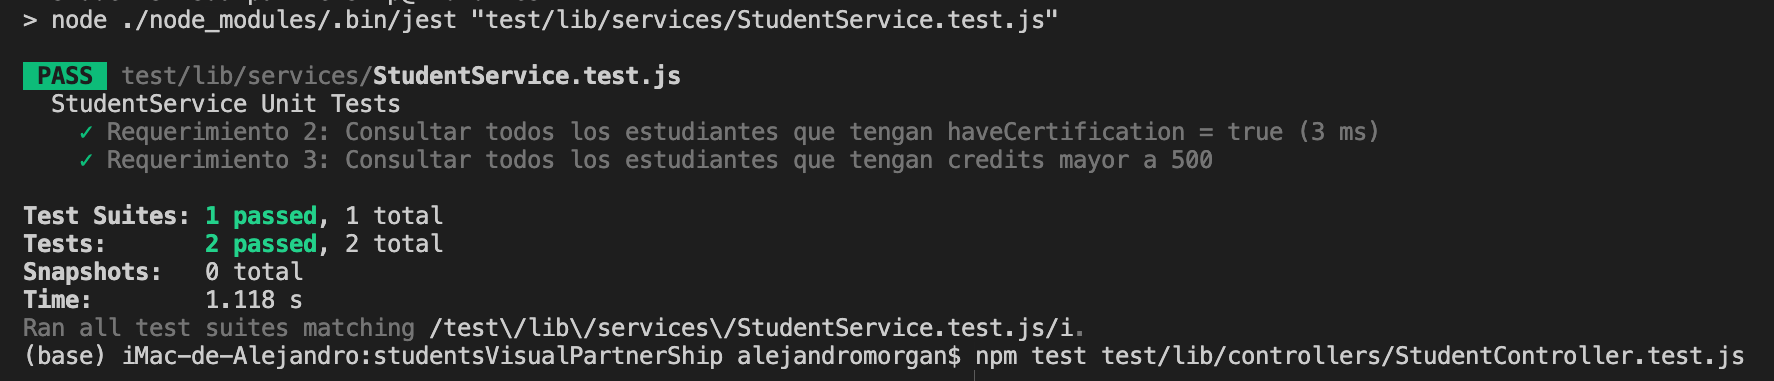 > node ./node_modules/.bin/jest "test/lib/services/StudentService.test.js"
PASS test/lib/services/StudentService.test.js
StudentService Unit Tests
✓ Requerimiento 2: Consultar todos los estudiantes que tengan haveCertification = true (3 ms)
✓ Requerimiento 3: Consultar todos los estudiantes que tengan credits mayor a 500
Test Suites: 1 passed, 1 total
Tests: 2 passed, 2 total
Snapshots: 0 total
Time: 1.118 s
Ran all test suites matching /test\/lib\/services\/StudentService.test.js/i.
(base) iMac-de-Alejandro:studentsVisualPartnerShip alejandromorgan$ npm test test/lib/controllers/StudentController.test.js